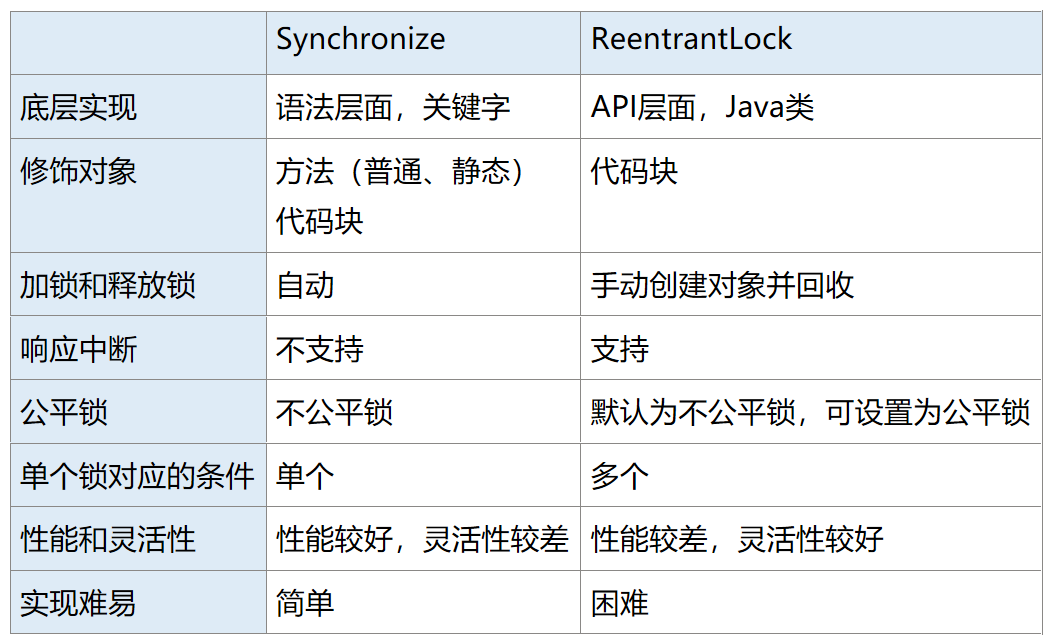 Synchronize ReentrantLock
底层实现 语法层面，关键字 API层面，Java类
修饰对象 方法（普通、静态） 代码块
代码块
加锁和释放锁 自动 手动创建对象并回收
响应中断 不支持 支持
公平锁 不公平锁 默认为不公平锁，可设置为公平锁
单个锁对应的条件 单个 多个
性能和灵活性 性能较好，灵活性较差 性能较差，灵活性较好
实现难易 简单 困难